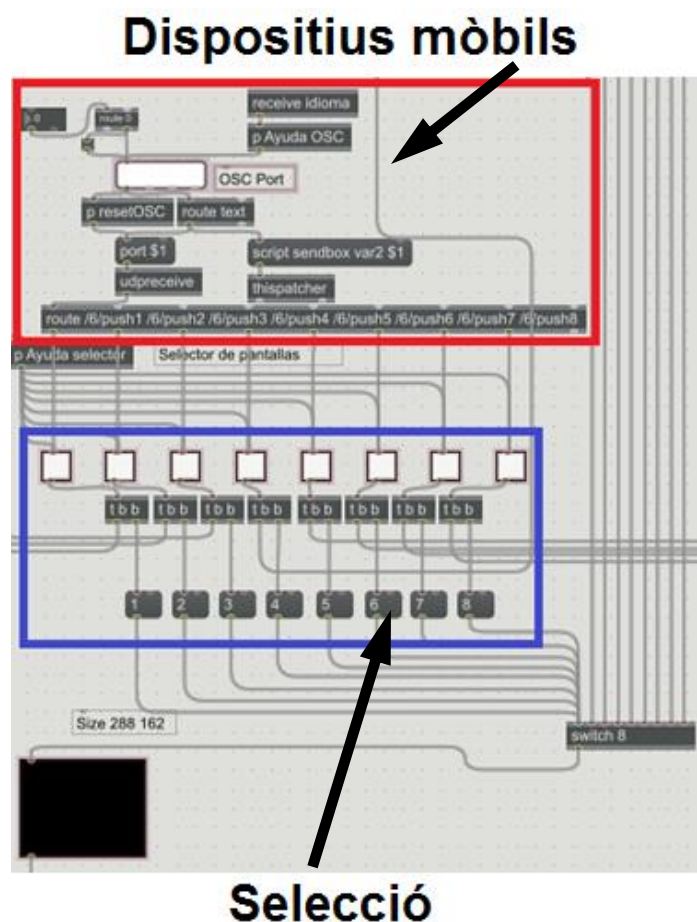 Dispositius mòbils
receive idioma
route 0
p Ayuda OSC
OSC Port
p resetOSC
route text
port $1
script sendbox var2 $1
udpreceive
thispatcher
route /6/push1 /6/push2 /6/push3 /6/push4 /6/push5 /6/push6 /6/push7 /6/push8
p Ayuda selector
Selector de pantallas
t b b
t b b
t b b
t b b
t b b
t b b
t b b
t b b
1
2
3
4
5
6
7
8
Size 288 162
switch 8
Selecció